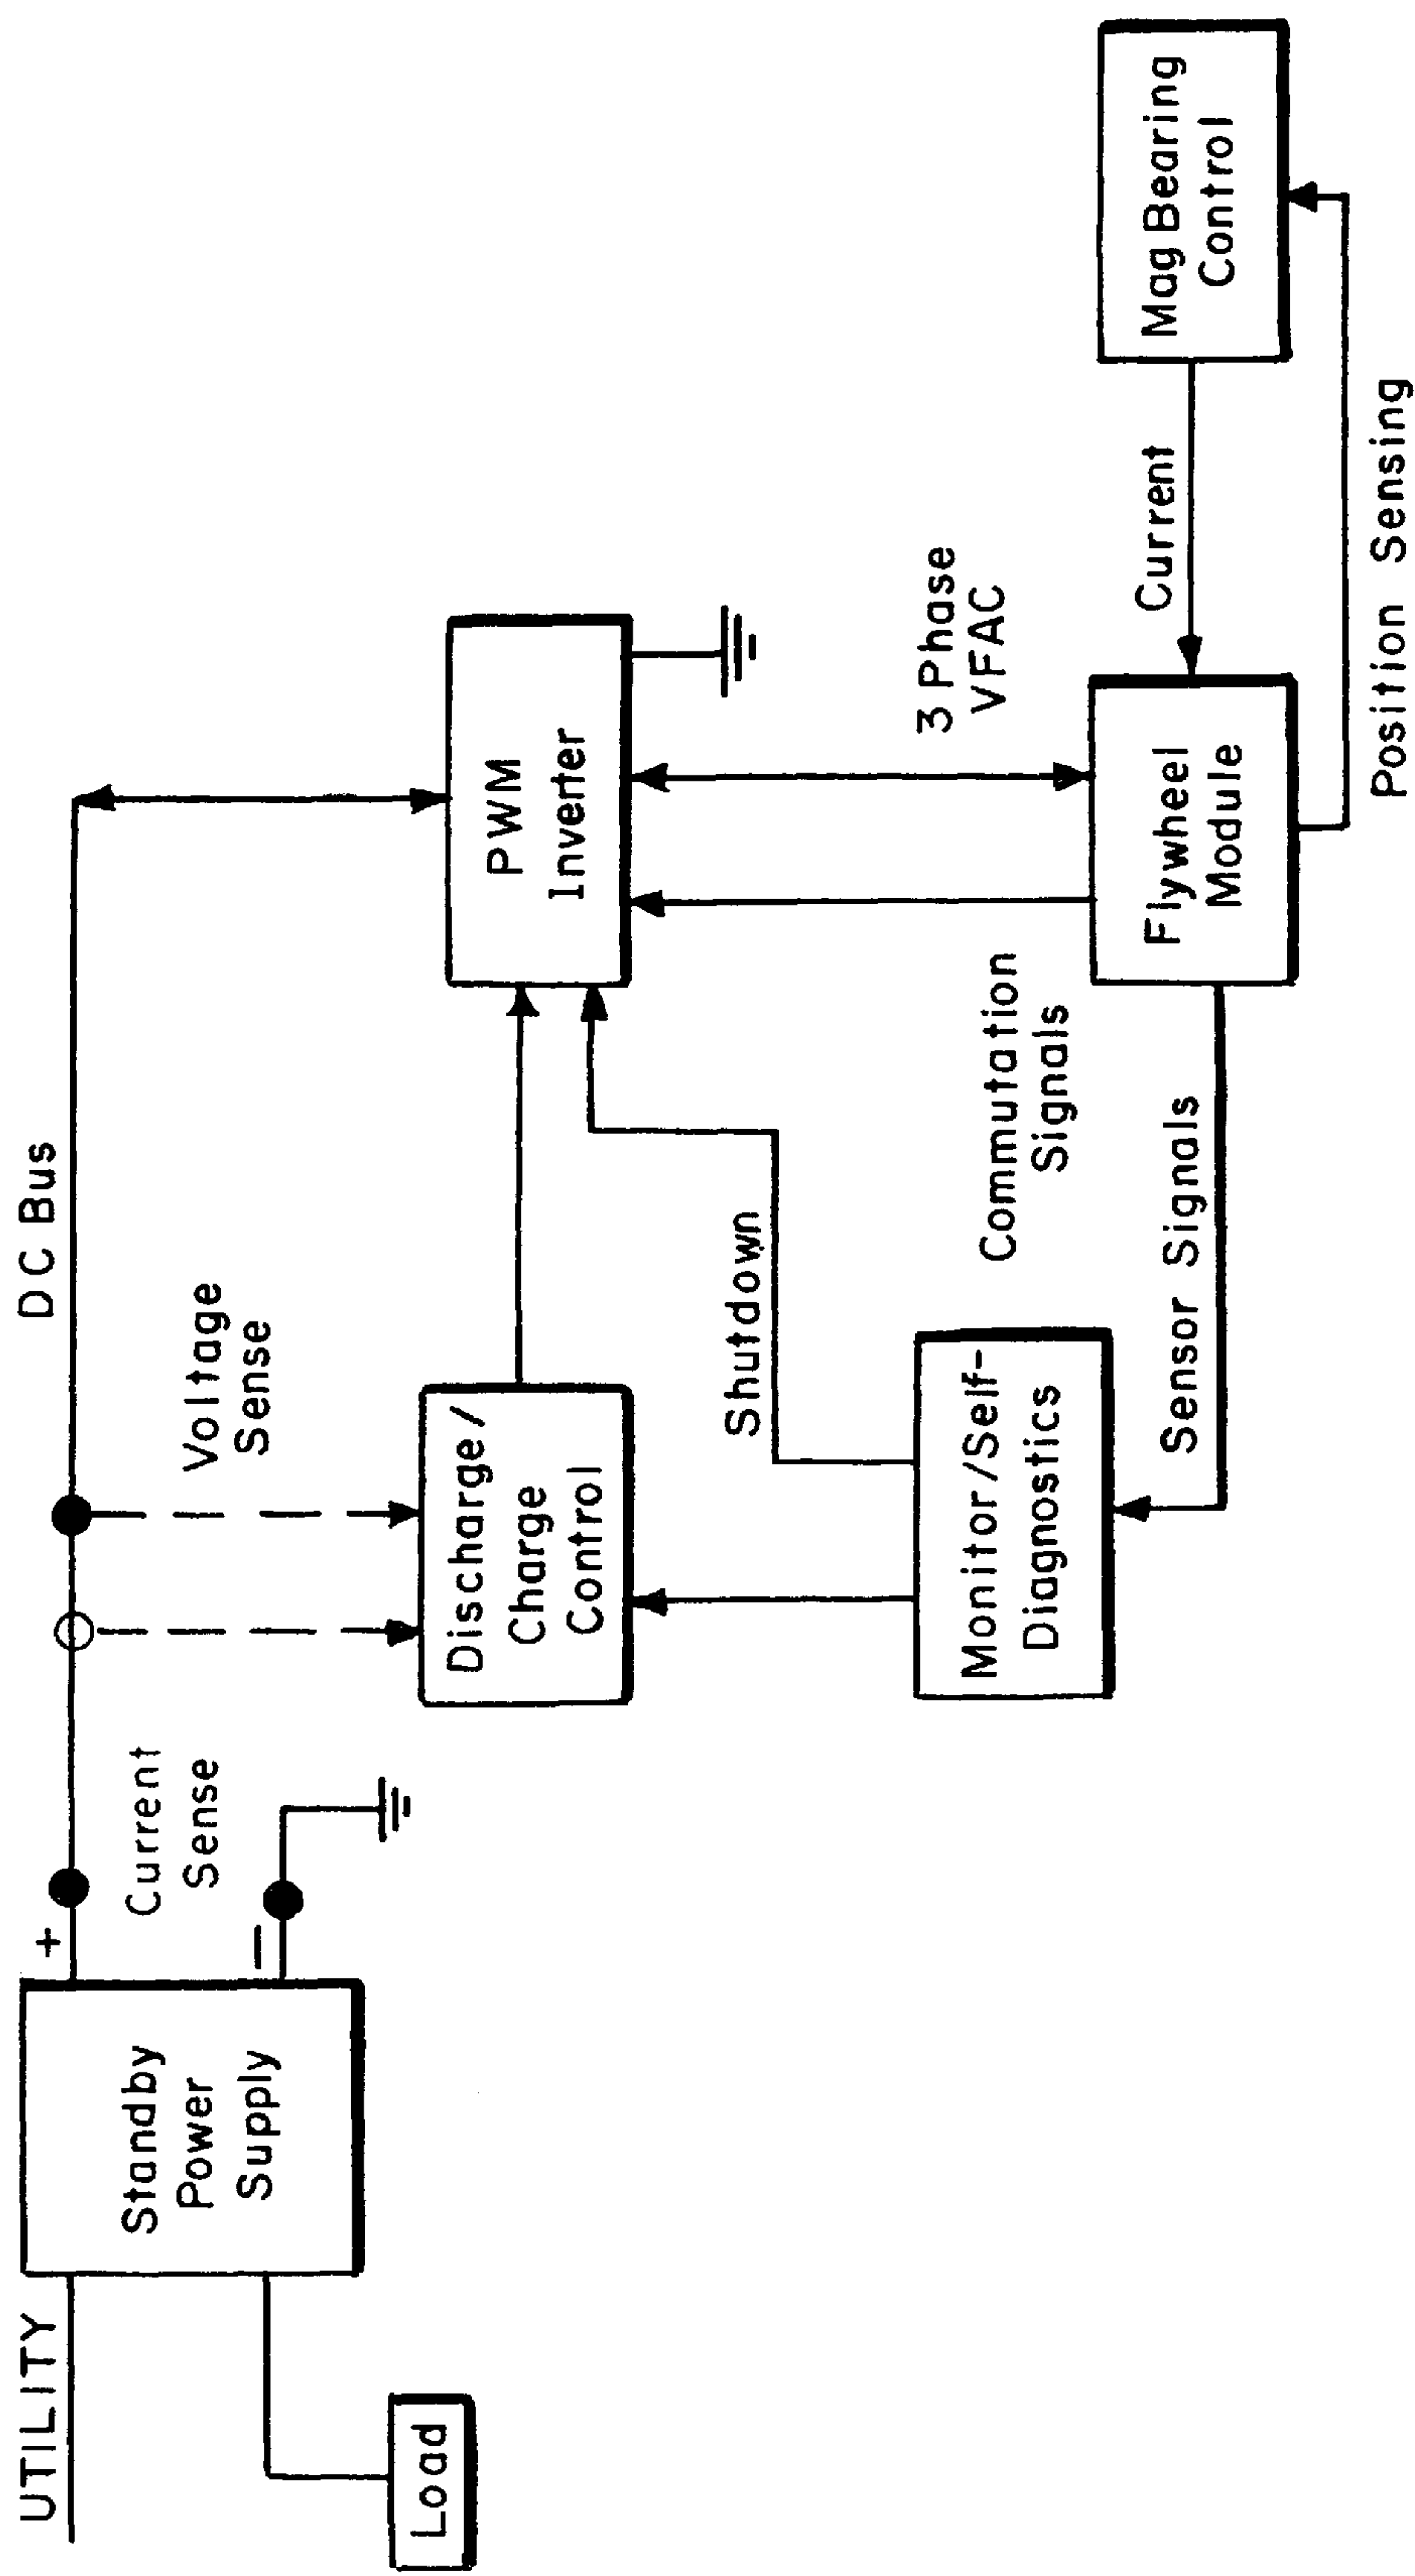 UTILITY
Standby
Power
Supply
Load
+
−
Current
Sense
DC Bus
Voltage
Sense
Discharge/
Charge
Control
PWM
Inverter
Shutdown
3 Phase
VFAC
Commutation
Signals
Monitor/Self-
Diagnostics
Sensor Signals
Flywheel
Module
Current
Mag Bearing
Control
Position Sensing